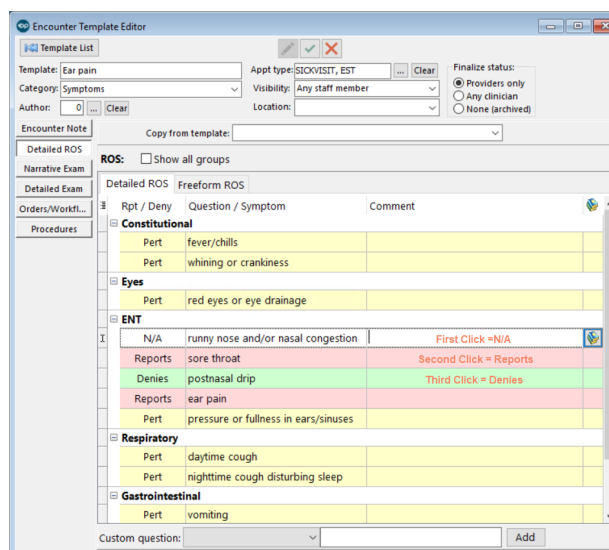 Encounter Template Editor
Template List
Template: Ear pain Appt type: SICKVISIT, EST ... Clear Finalize status:
Category: Symptoms Visibility: Any staff member Providers only
Author: 0 ... Clear Location: Any clinician
None (archived)
Encounter Note Copy from template:
Detailed ROS
Narrative Exam
Detailed Exam
Orders/Workfl...
Procedures
ROS: Show all groups
Detailed ROS Freeform ROS
Rpt / Deny Question / Symptom Comment
Constitutional
Pert fever/chills
Pert whining or crankiness
Eyes
Pert red eyes or eye drainage
ENT
N/A runny nose and/or nasal congestion First Click =N/A
Reports sore throat Second Click = Reports
Denies postnasal drip Third Click = Denies
Reports ear pain
Pert pressure or fullness in ears/sinuses
Respiratory
Pert daytime cough
Pert nighttime cough disturbing sleep
Gastrointestinal
Pert vomiting
Custom question: Add